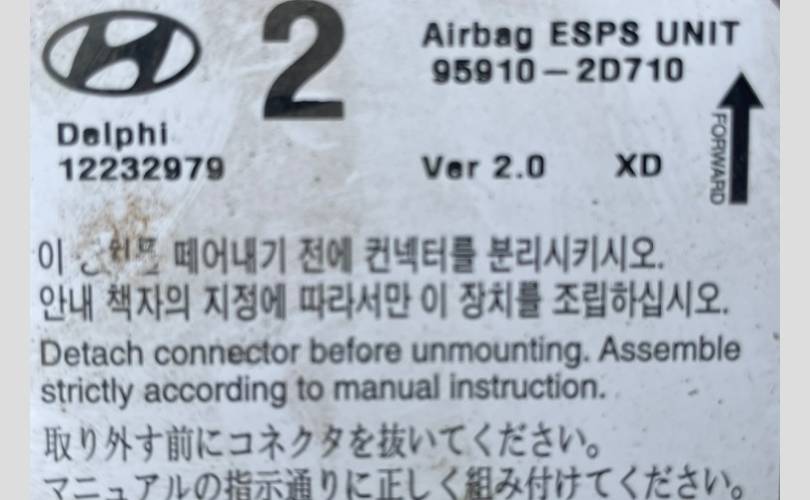 2
Airbag ESPS UNIT
95910-2D710
Delphi
12232979
Ver 2.0 XD
FORWARD
이 떼어내기 전에 컨넥터를 분리시키시오.
안내 책자의 지정에 따라서만 이 장치를 조립하십시오.
Detach connector before unmounting. Assemble
strictly according to manual instruction.
取り外す前にコネクタを抜いてください。
マニュアルの指示通りに正しく組み付けてください。